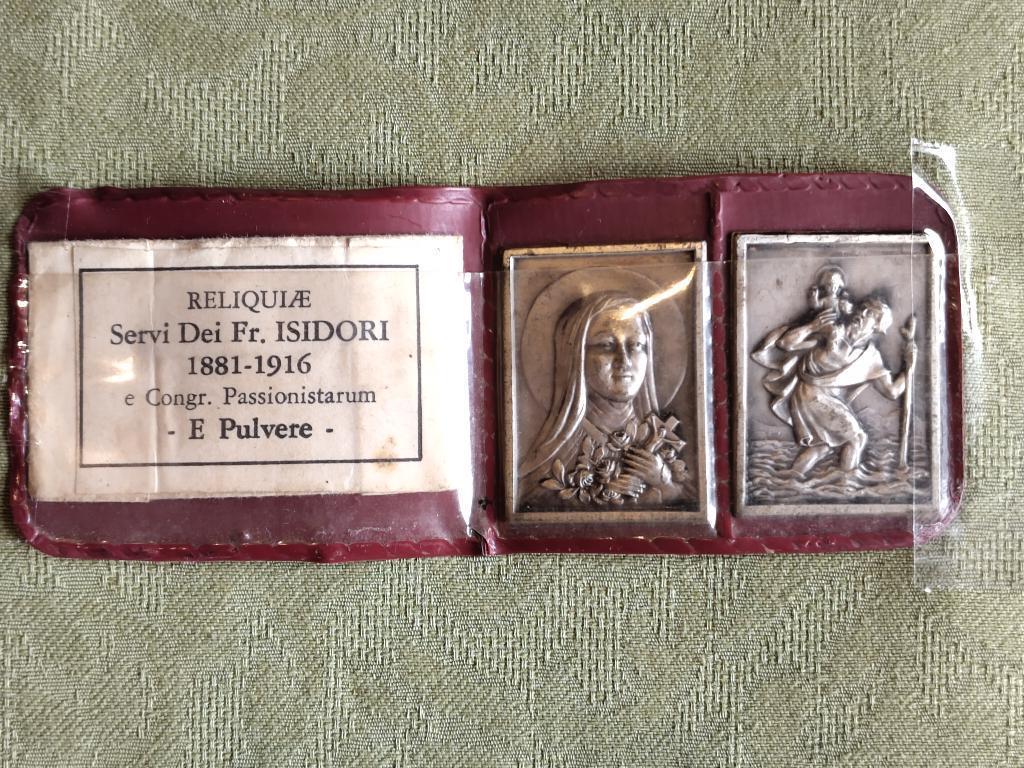 RELIQUIÆ
Servi Dei Fr. ISIDORI
1881-1916
e Congr. Passionistarum
- E Pulvere -